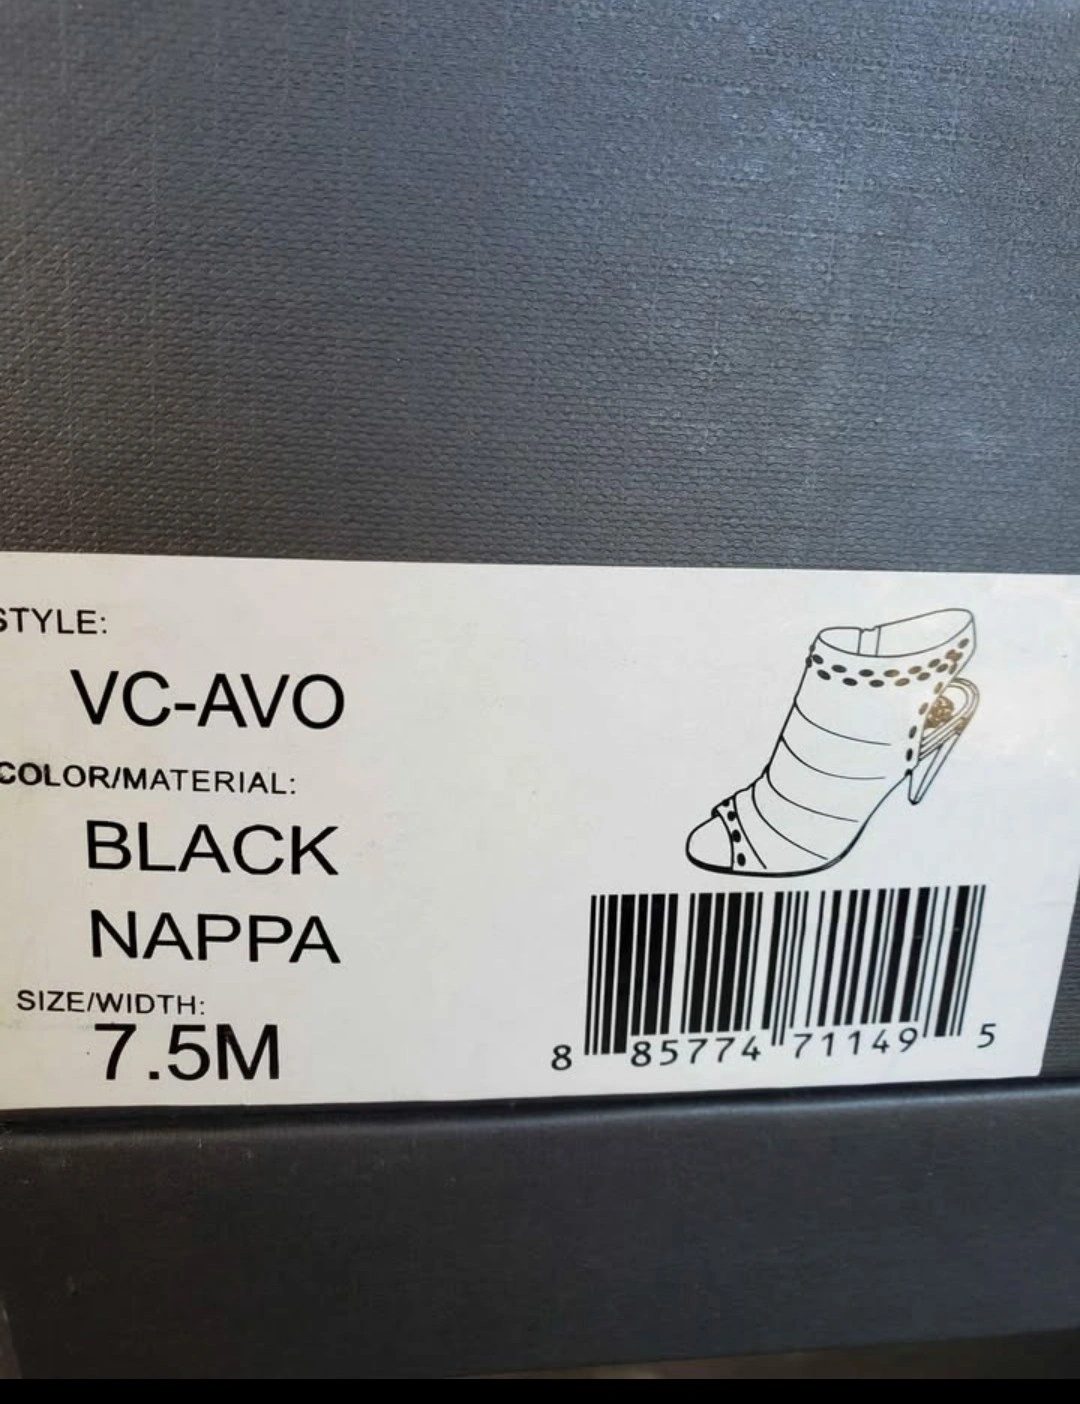 STYLE:
VC-AVO
COLOR/MATERIAL:
BLACK
NAPPA
SIZE/WIDTH:
7.5M
8 85774 71149 5